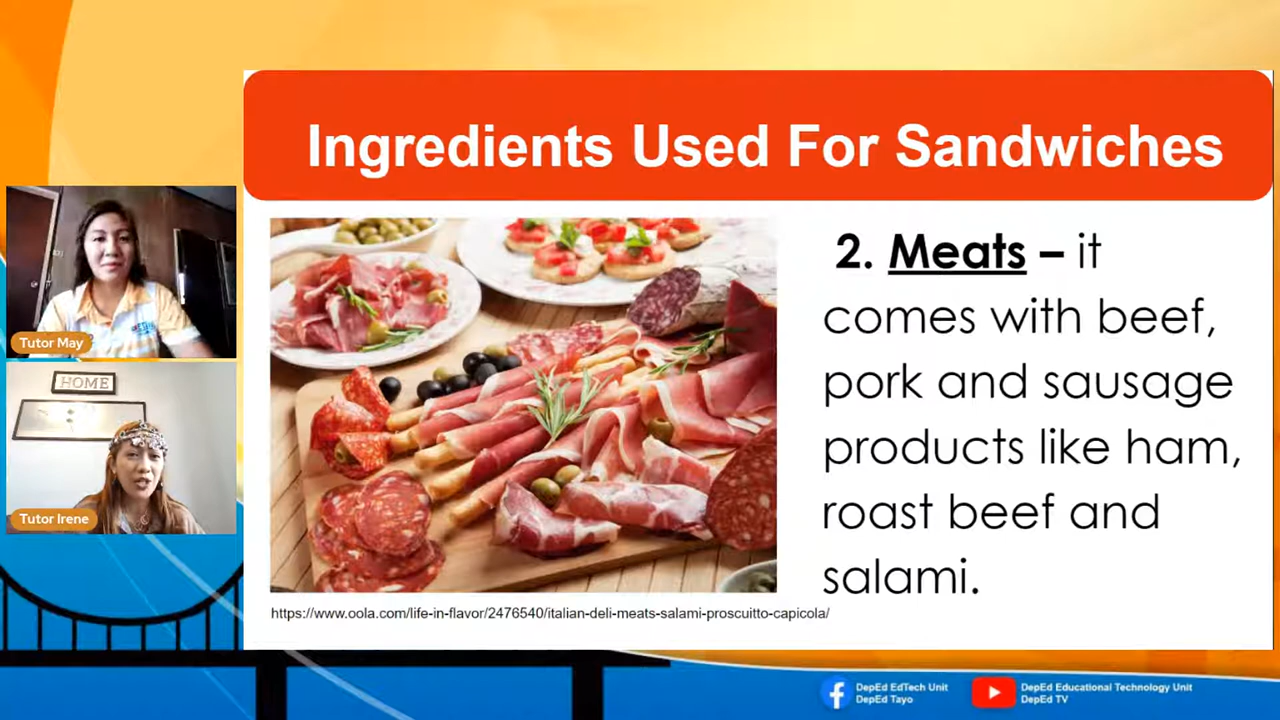 Ingredients Used For Sandwiches
2. Meats – it
comes with beef,
pork and sausage
products like ham,
roast beef and
salami.
https://www.oola.com/life-in-flavor/2476540/italian-deli-meats-salami-proscuitto-capicola/
Tutor May
HOME
Tutor Irene
DepEd EdTech Unit
DepEd Tayo
DepEd Educational Technology Unit
DepEd TV